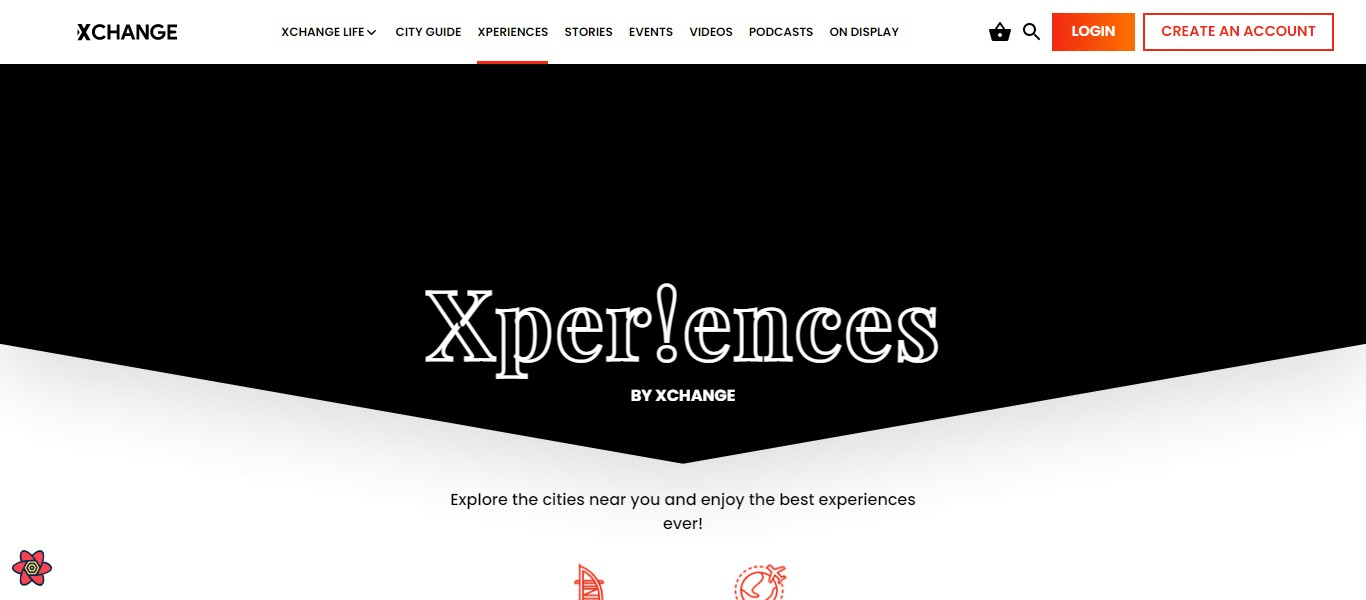 XCHANGE
XCHANGE LIFE CITY GUIDE XPERIENCES STORIES EVENTS VIDEOS PODCASTS ON DISPLAY
LOGIN CREATE AN ACCOUNT
Xper!ences
BY XCHANGE
Explore the cities near you and enjoy the best experiences
ever!